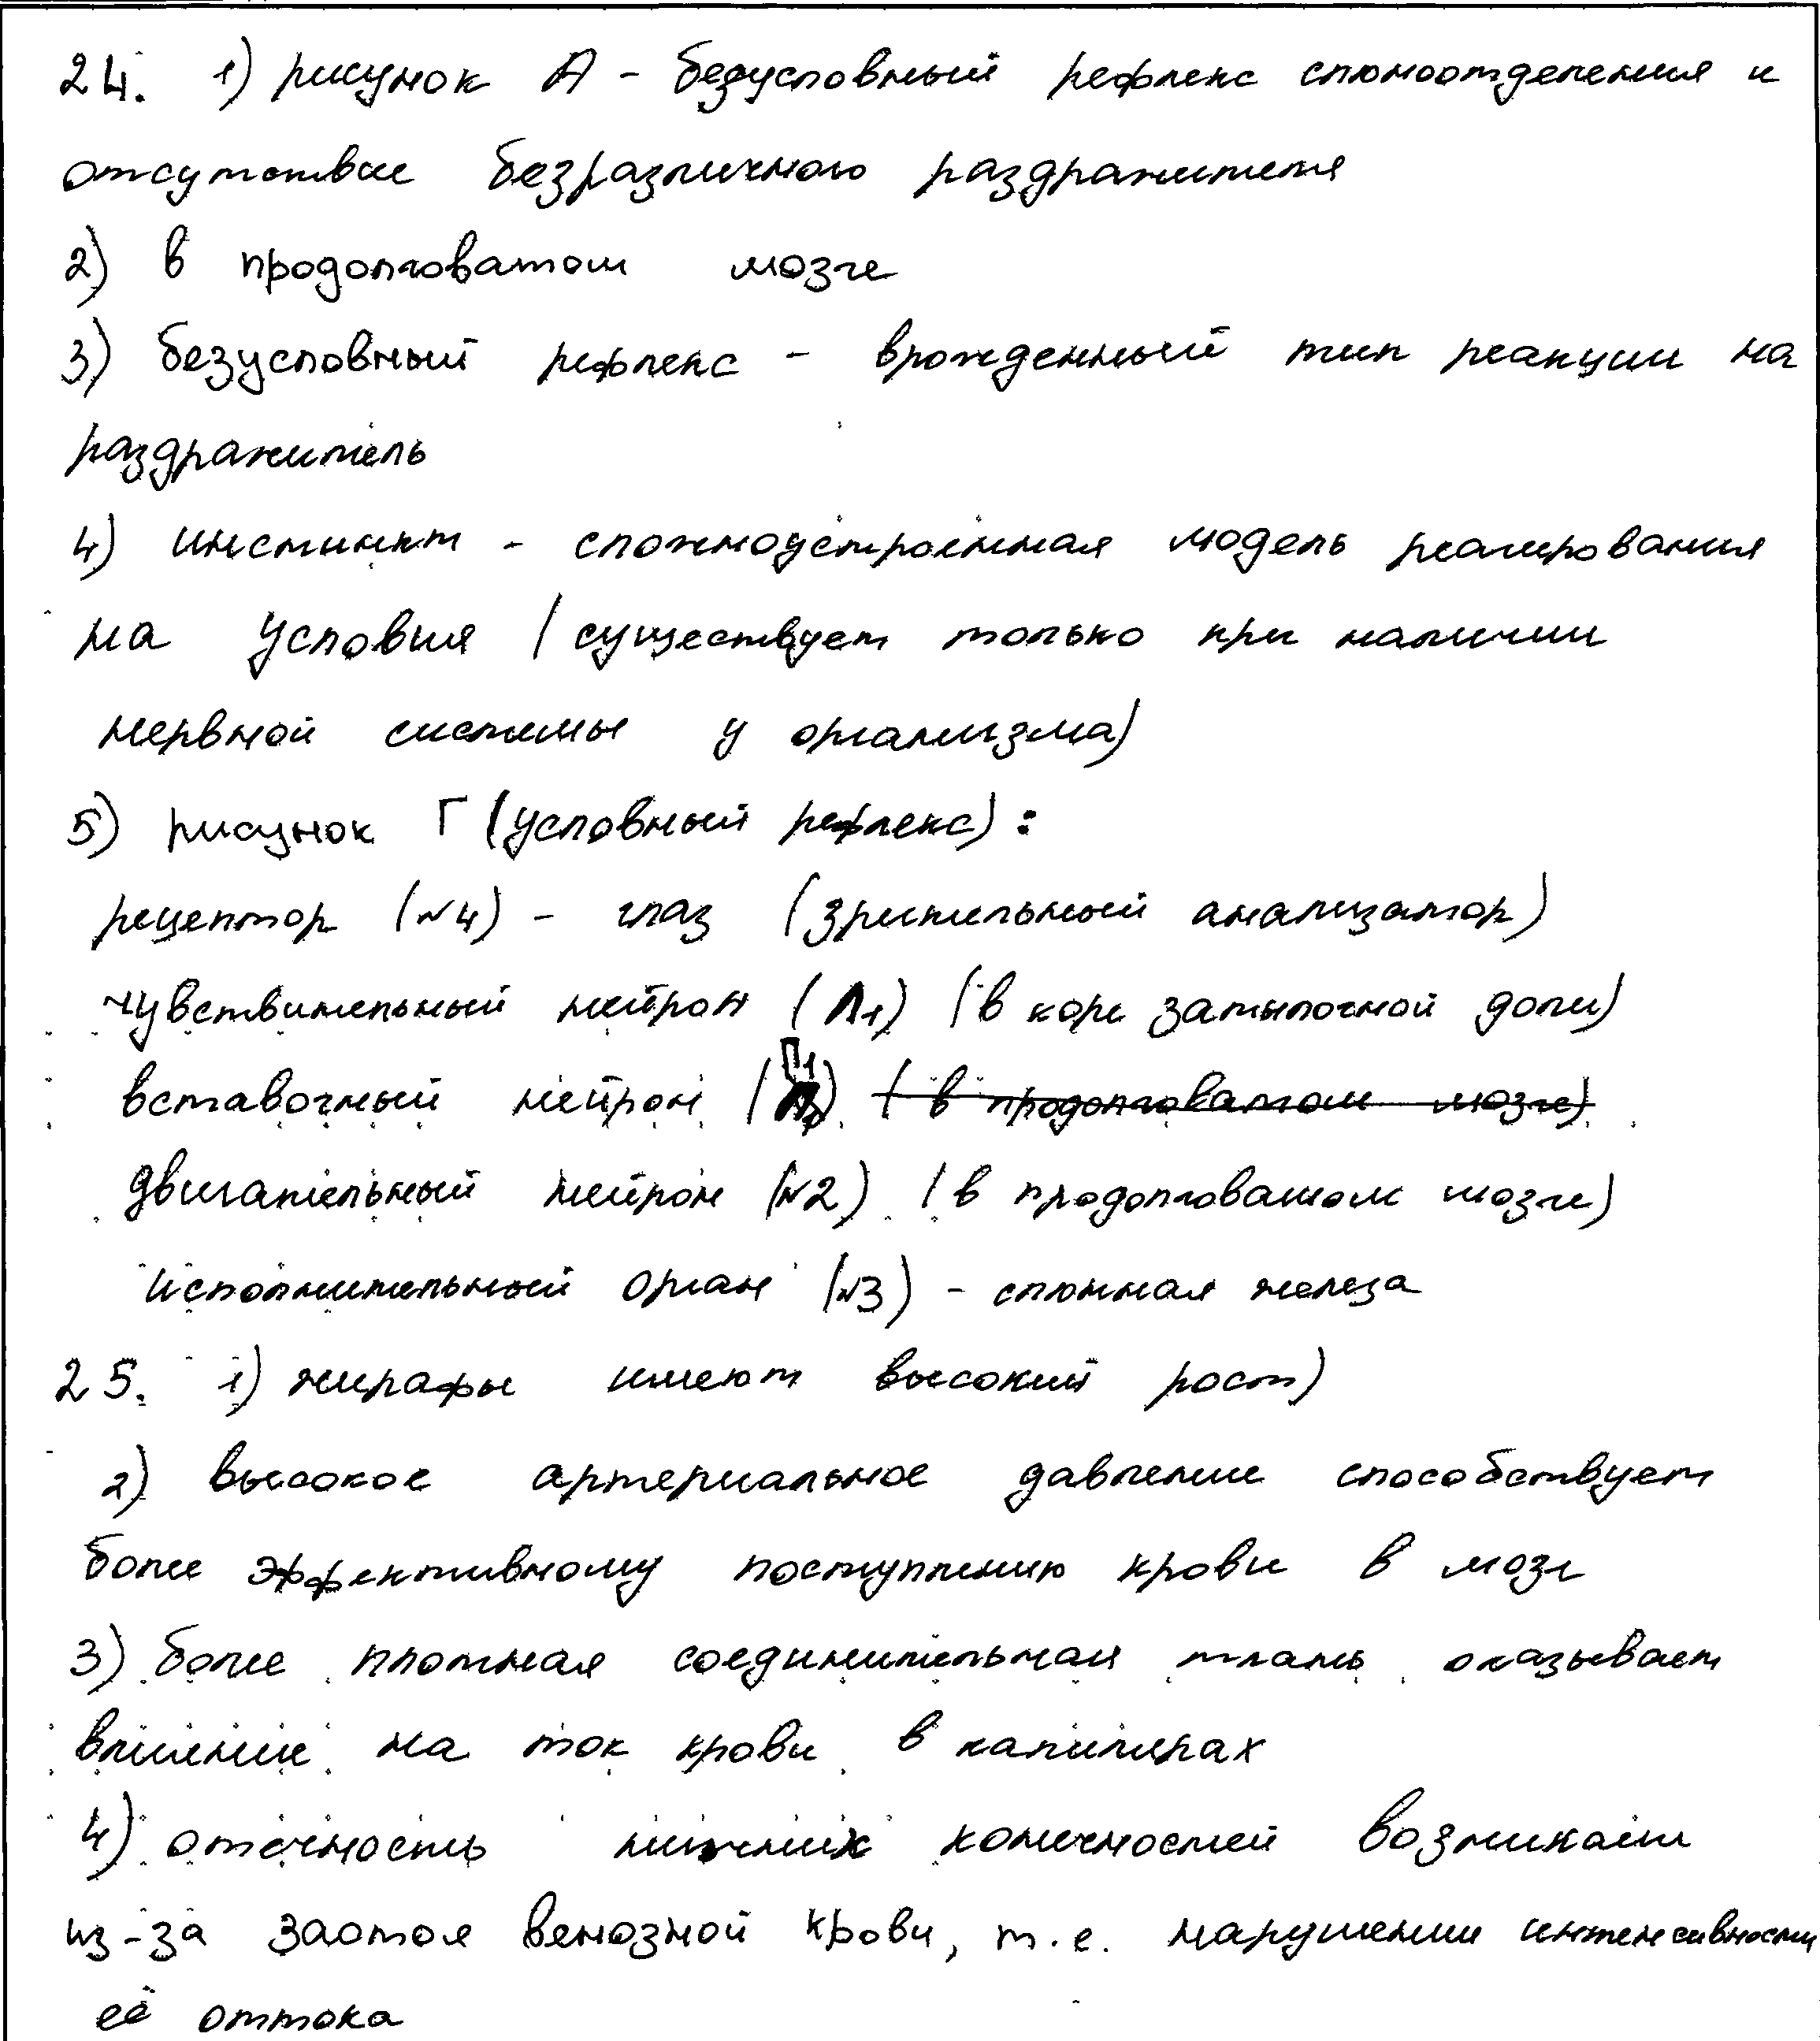 24. 1) рисунок А - безусловный рефлекс слюноотделения и
отсутствие безразличного раздражителя
2) в продолговатом мозге
3) безусловный рефлекс - врожденный тип реакции на
раздражитель
4) инстинкт - сложноустроенная модель реагирования
на условия (существует только при наличии
нервной системы у организма)
5) рисунок Г (условный рефлекс):
рецептор (№4) - глаз (зрительный анализатор)
чувствительный нейрон (Л1) (в коре затылочной доли)
вставочный нейрон (П1) (в продолговатом мозге)
двигательный нейрон (№2) (в продолговатом мозге)
исполнительный орган (№3) - слюнная железа
25. 1) жирафы имеют высокий рост)
2) высокое артериальное давление способствует
более эффективному поступлению крови в мозг
3) более плотная соединительная ткань оказывает
влияние на ток крови в капилярах
4) отечность нижних конечностей возникает
из-за застоя венозной крови, т.е. нарушении интенсивности
её оттока